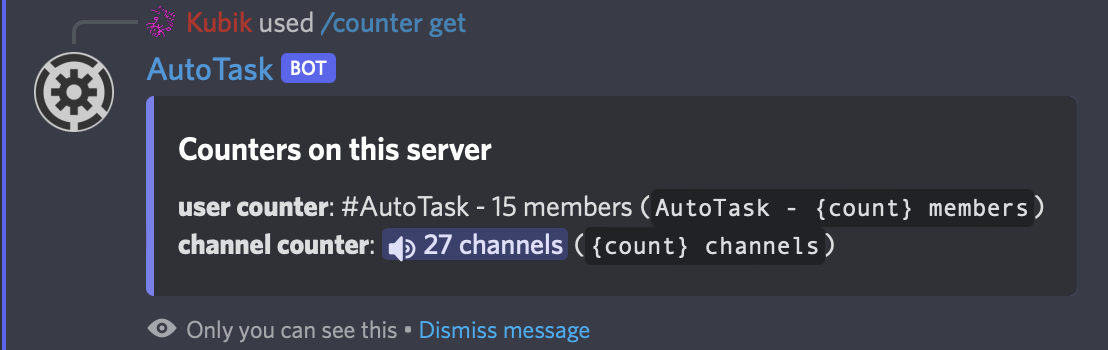 Kubik used /counter get
AutoTask BOT
Counters on this server
user counter: #AutoTask - 15 members (AutoTask - {count} members)
channel counter: 27 channels ({count} channels)
Only you can see this • Dismiss message